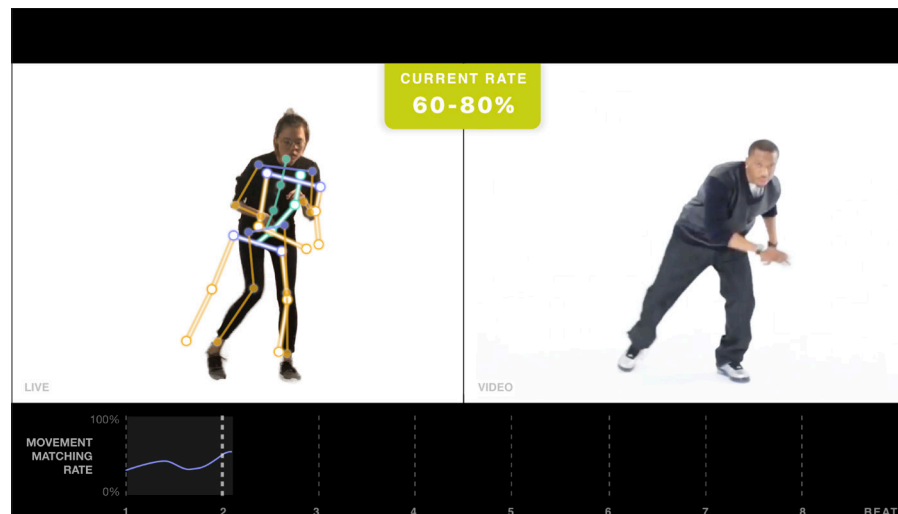 CURRENT RATE
60-80%
LIVE
VIDEO
100%
MOVEMENT
MATCHING
RATE
0%
1 2 3 4 5 6 7 8 BEAT